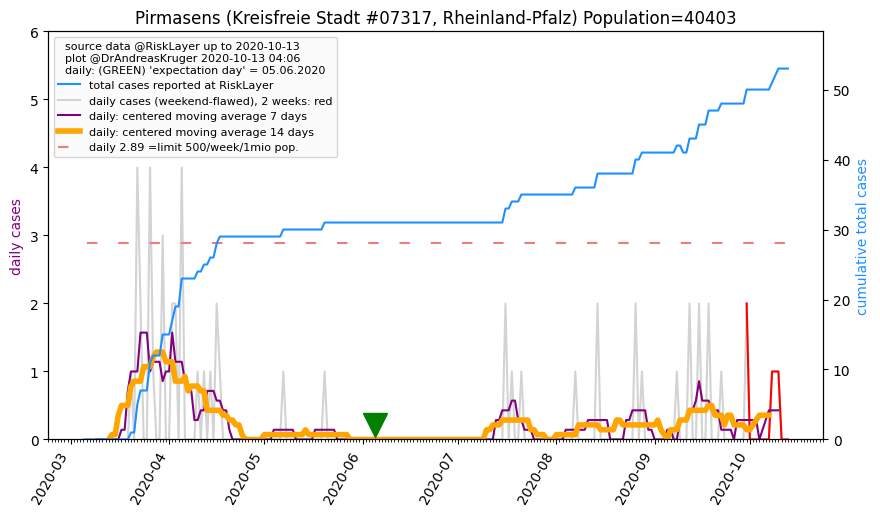 Pirmasens (Kreisfreie Stadt #07317, Rheinland-Pfalz) Population=40403
source data @RiskLayer up to 2020-10-13
plot @DrAndreasKruger 2020-10-13 04:06
daily: (GREEN) 'expectation day' = 05.06.2020
total cases reported at RiskLayer
daily cases (weekend-flawed), 2 weeks: red
daily: centered moving average 7 days
daily: centered moving average 14 days
daily 2.89 =limit 500/week/1mio pop.
daily cases
6
5
4
3
2
1
0
cumulative total cases
50
40
30
20
10
0
2020-03
2020-04
2020-05
2020-06
2020-07
2020-08
2020-09
2020-10